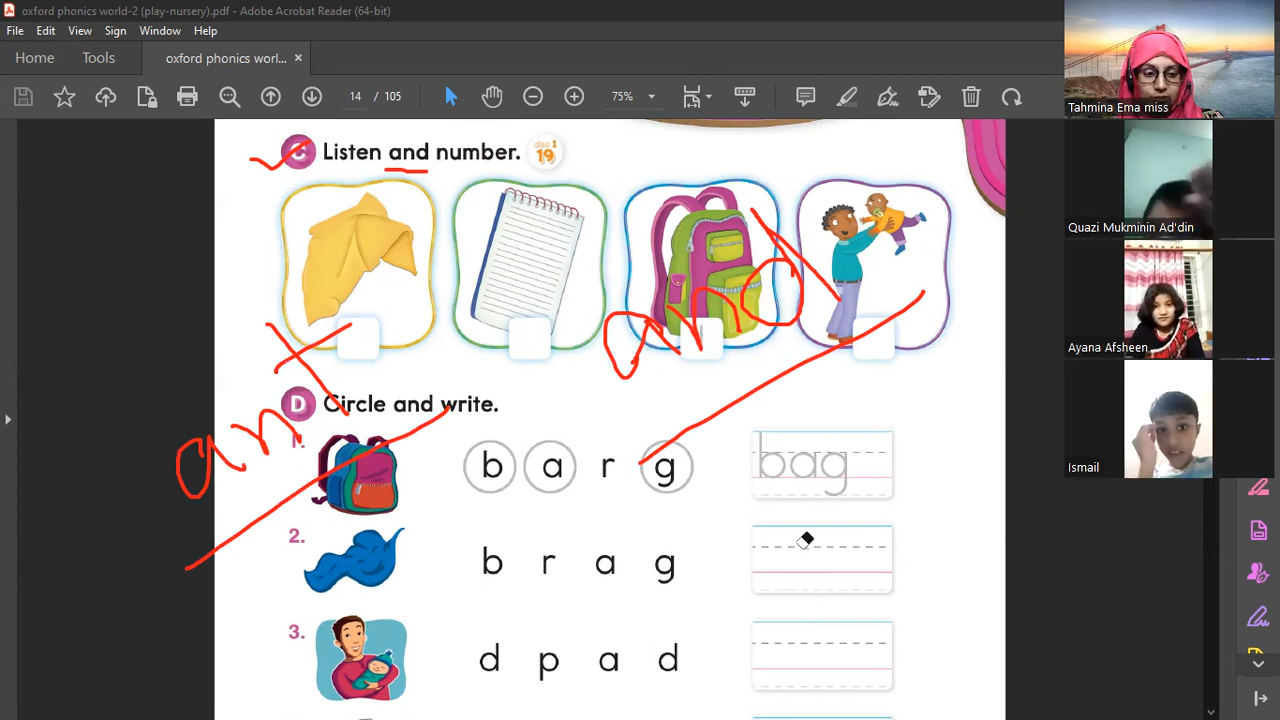 oxford phonics world-2 (play-nursery).pdf - Adobe Acrobat Reader (64-bit)
File Edit View Sign Window Help
Home Tools oxford phonics worl... ×
14 / 105 75%
Tahmina Ema miss
Quazi Mukminin Ad'din
Ayana Afsheen
Ismail
C Listen and number. disc 1 19
and
ant
D Circle and write.
1. b a r g bag
2. b r a g
3. d p a d